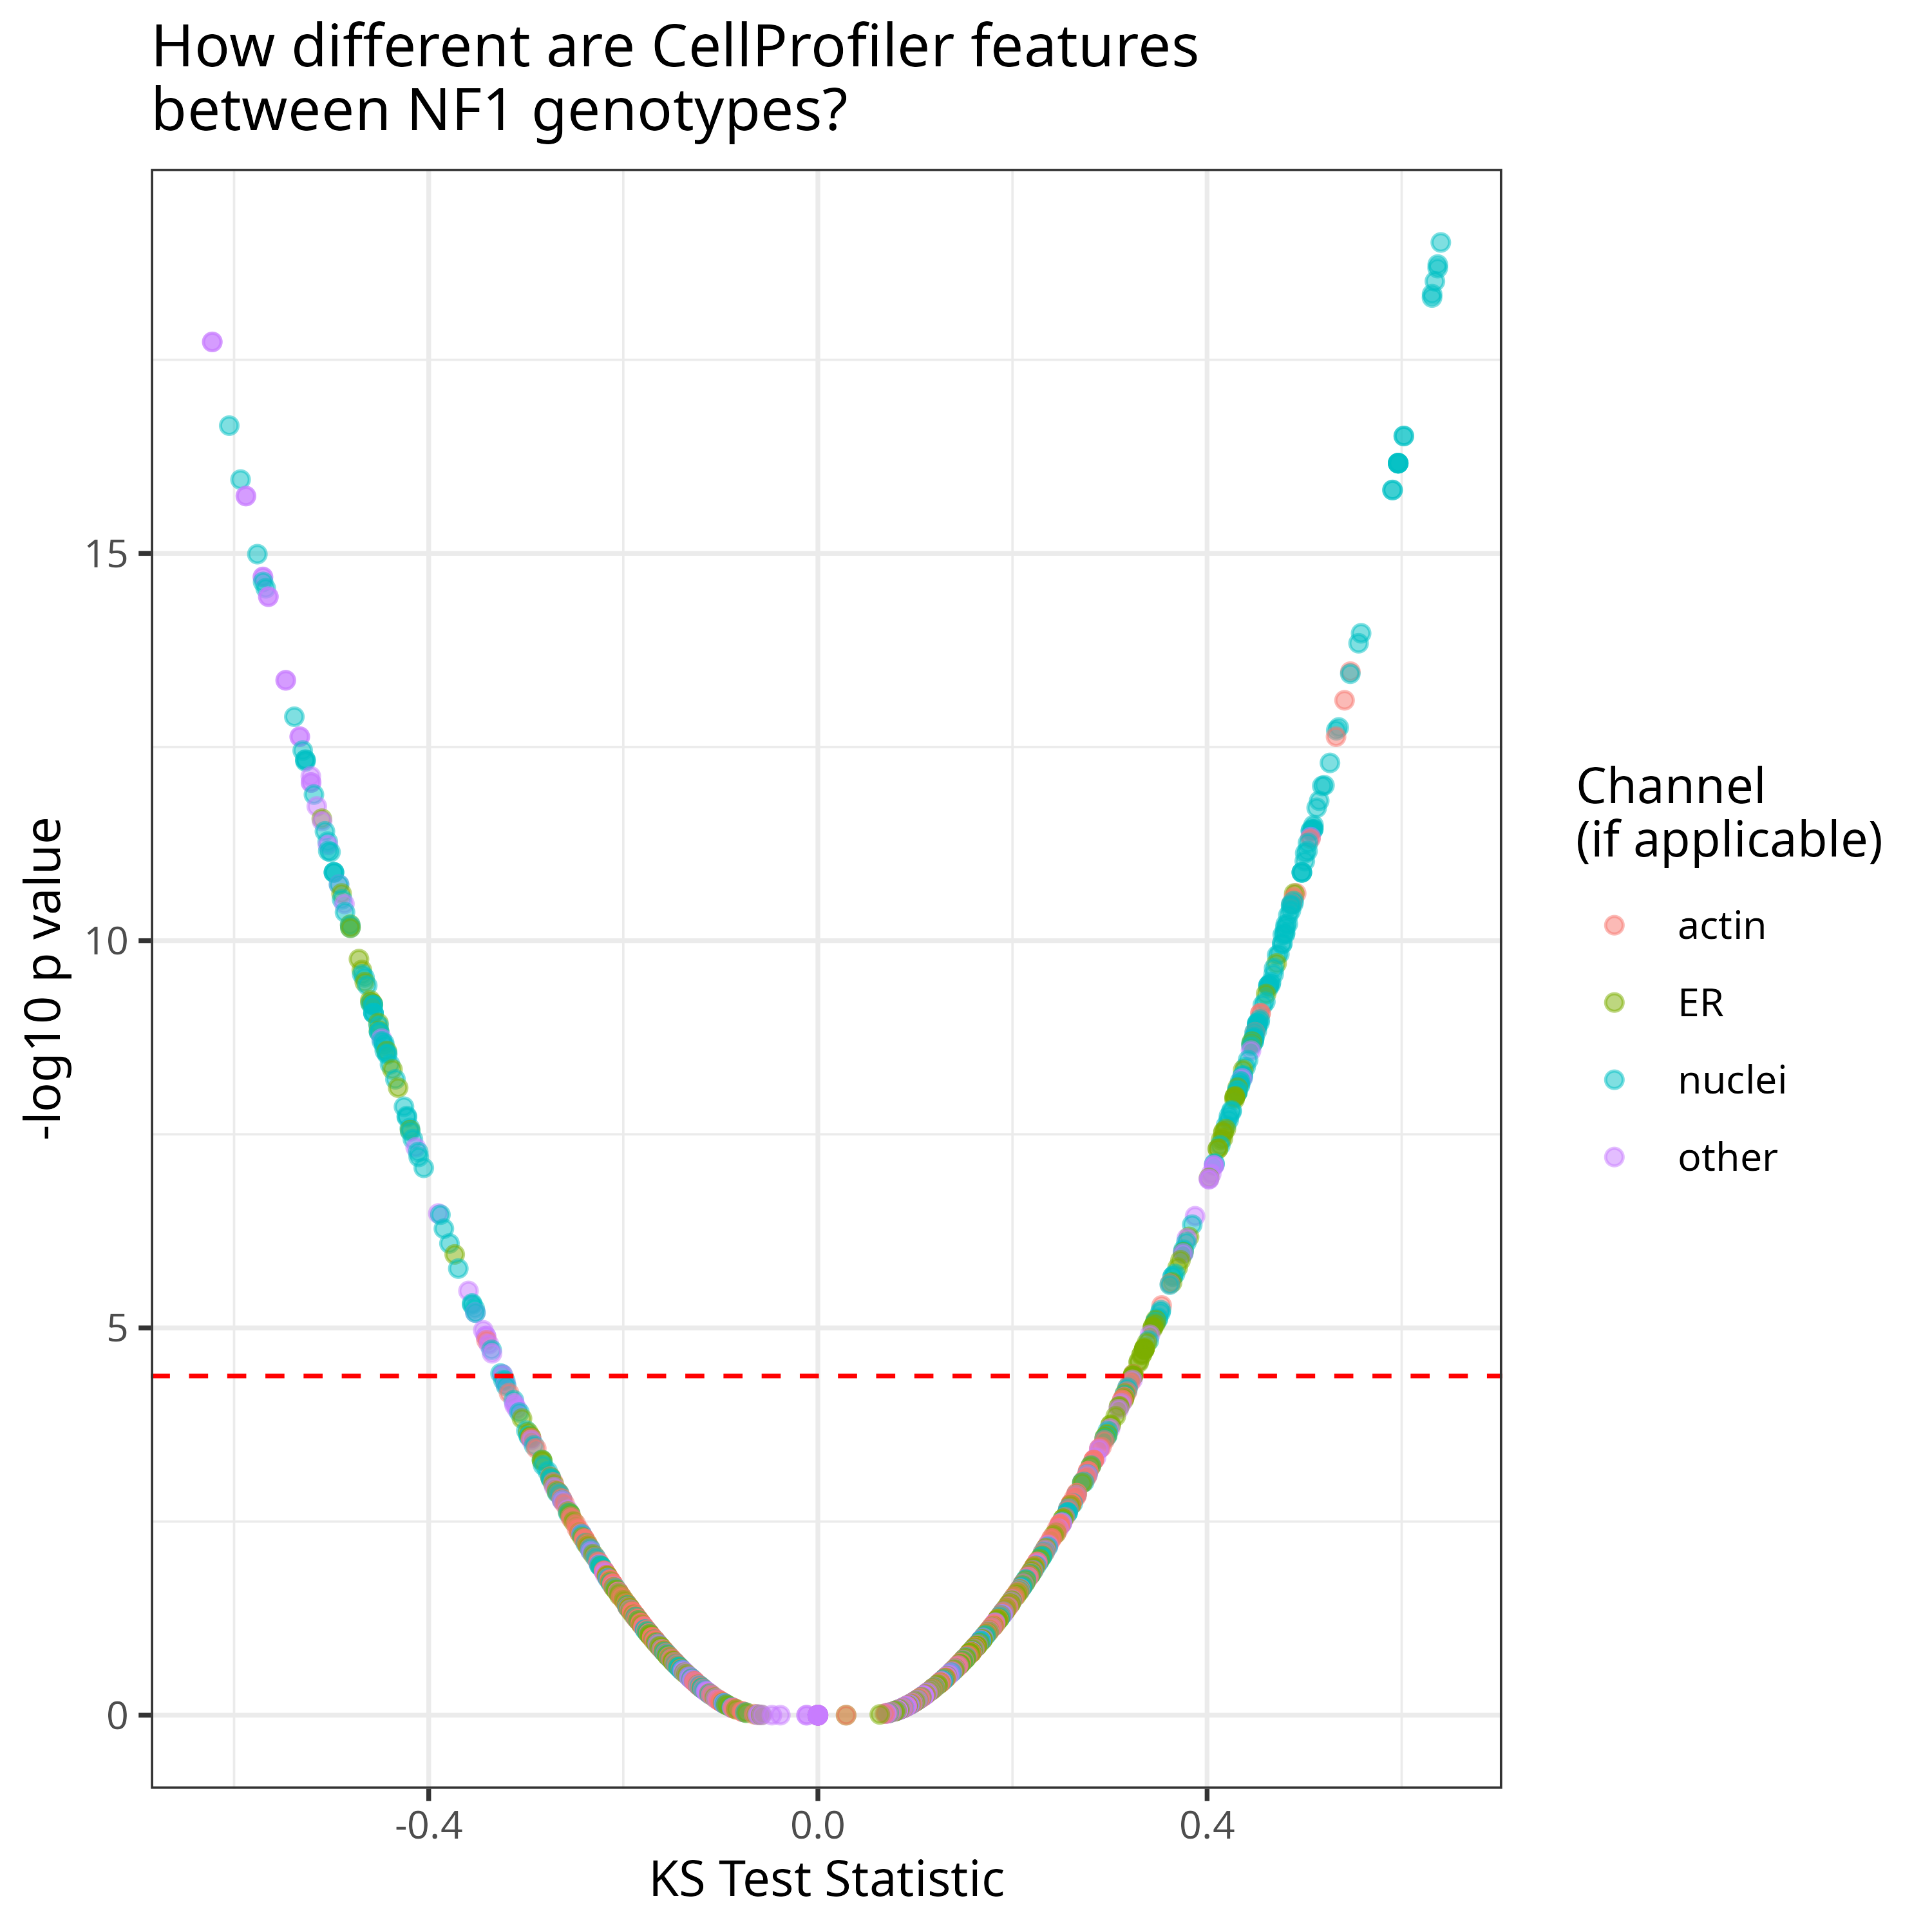 How different are CellProfiler features
between NF1 genotypes?
-log10 p value
15
10
5
0
-0.4
0.0
0.4
KS Test Statistic
Channel
(if applicable)
actin
ER
nuclei
other